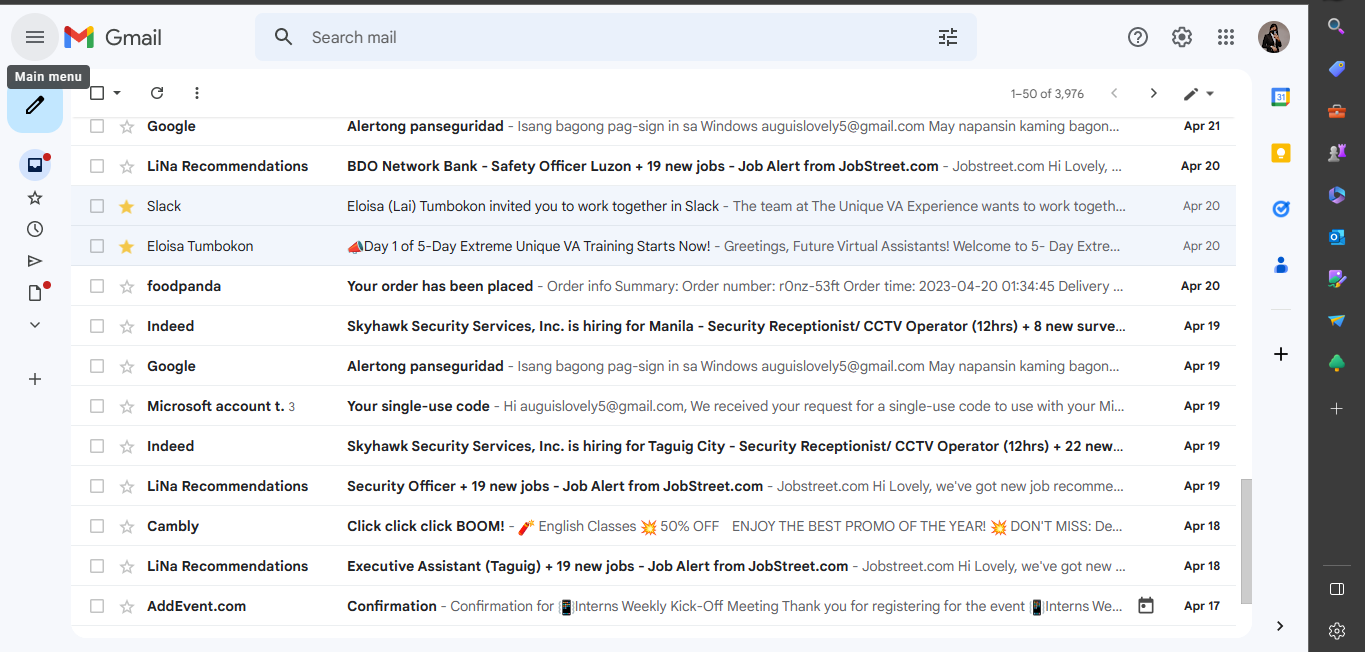 Gmail
Search mail
Main menu
1–50 of 3,976
Google Alertong panseguridad - Isang bagong pag-sign in sa Windows auguislovely5@gmail.com May napansin kaming bagon... Apr 21
LiNa Recommendations BDO Network Bank - Safety Officer Luzon + 19 new jobs - Job Alert from JobStreet.com - Jobstreet.com Hi Lovely, ... Apr 20
Slack Eloisa (Lai) Tumbokon invited you to work together in Slack - The team at The Unique VA Experience wants to work togeth... Apr 20
Eloisa Tumbokon 📣Day 1 of 5-Day Extreme Unique VA Training Starts Now! - Greetings, Future Virtual Assistants! Welcome to 5- Day Extre... Apr 20
foodpanda Your order has been placed - Order info Summary: Order number: r0nz-53ft Order time: 2023-04-20 01:34:45 Delivery ... Apr 20
Indeed Skyhawk Security Services, Inc. is hiring for Manila - Security Receptionist/ CCTV Operator (12hrs) + 8 new surve... Apr 19
Google Alertong panseguridad - Isang bagong pag-sign in sa Windows auguislovely5@gmail.com May napansin kaming bagon... Apr 19
Microsoft account t. 3 Your single-use code - Hi auguislovely5@gmail.com, We received your request for a single-use code to use with your Mi... Apr 19
Indeed Skyhawk Security Services, Inc. is hiring for Taguig City - Security Receptionist/ CCTV Operator (12hrs) + 22 new... Apr 19
LiNa Recommendations Security Officer + 19 new jobs - Job Alert from JobStreet.com - Jobstreet.com Hi Lovely, we've got new job recomme... Apr 19
Cambly Click click click BOOM! - 🧨 English Classes 💥 50% OFF ENJOY THE BEST PROMO OF THE YEAR! 💥 DON'T MISS: De... Apr 18
LiNa Recommendations Executive Assistant (Taguig) + 19 new jobs - Job Alert from JobStreet.com - Jobstreet.com Hi Lovely, we've got new ... Apr 18
AddEvent.com Confirmation - Confirmation for 📱Interns Weekly Kick-Off Meeting Thank you for registering for the event 📱Interns We... Apr 17
31